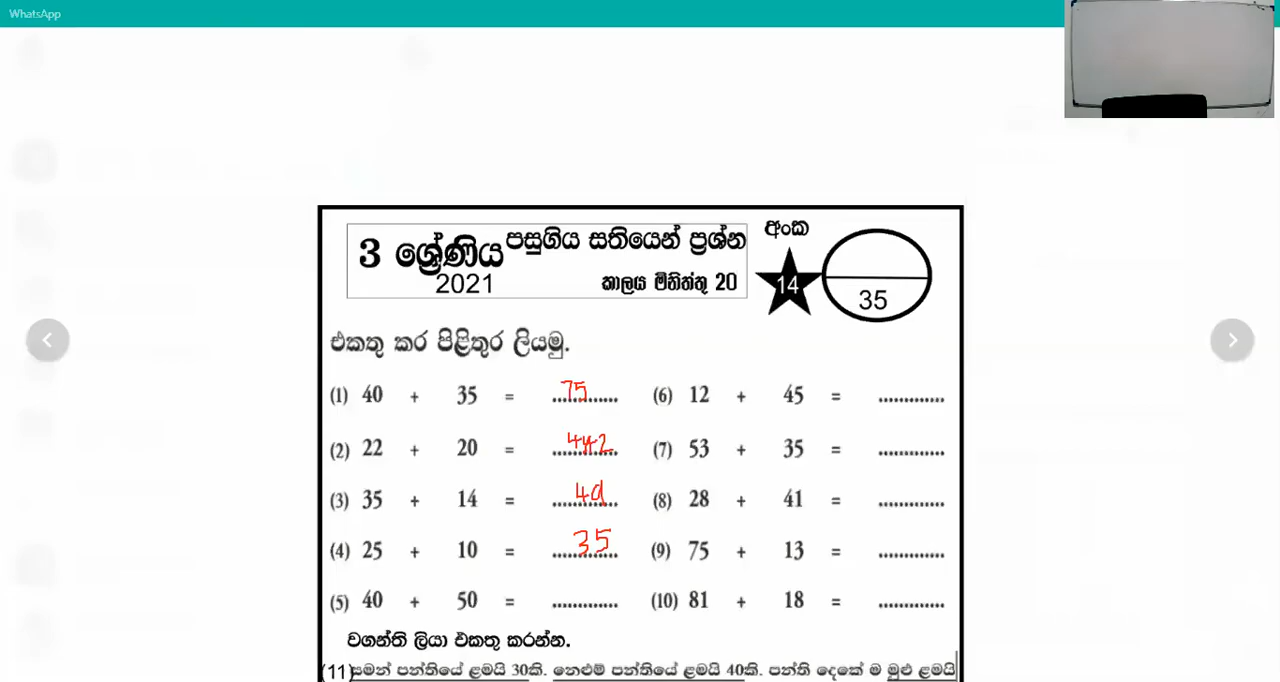 WhatsApp
3 ශ්‍රේණිය පසුගිය සතියෙන් ප්‍රශ්න
2021 කාලය මිනිත්තු 20
අංක
14
35
එකතු කර පිළිතුර ලියමු.
(1) 40 + 35 = 75 (6) 12 + 45 = .............
(2) 22 + 20 = 442 (7) 53 + 35 = .............
(3) 35 + 14 = 49 (8) 28 + 41 = .............
(4) 25 + 10 = 35 (9) 75 + 13 = .............
(5) 40 + 50 = ............. (10) 81 + 18 = .............
වගන්ති ලියා එකතු කරන්න.
(11) සමන් පන්තියේ ළමයි 30කි. නෙළුම් පන්තියේ ළමයි 40කි. පන්ති දෙකේ ම මුළු ළමයි